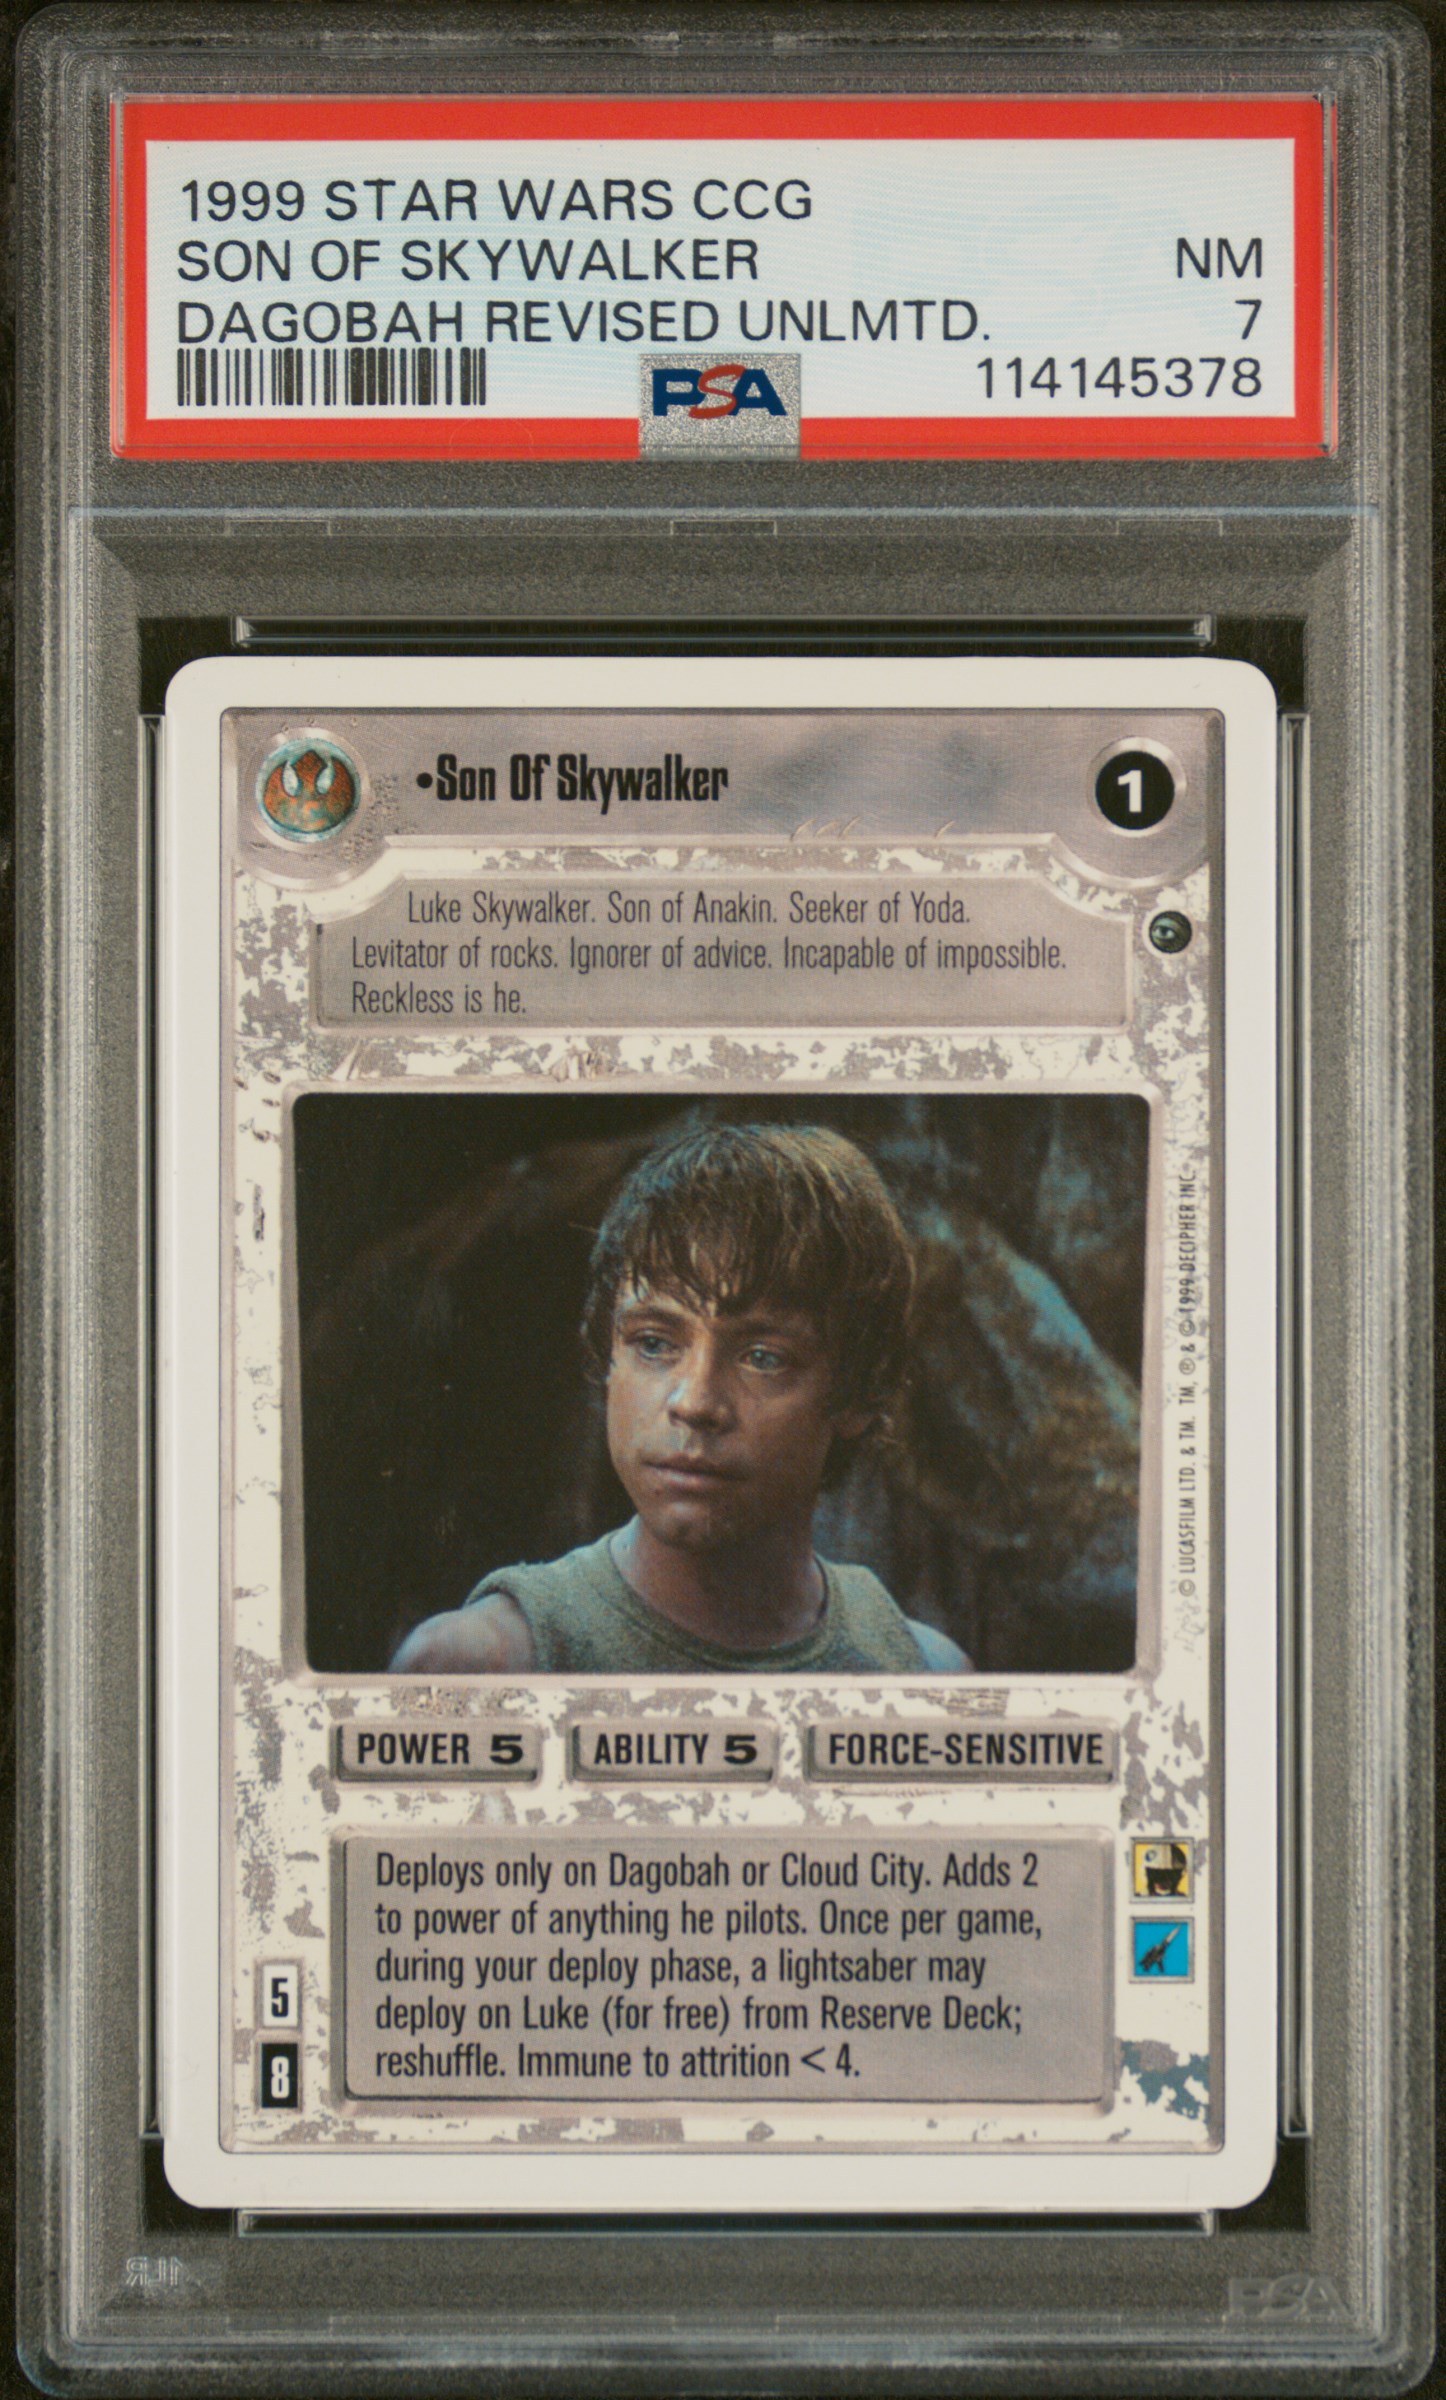 1999 STAR WARS CCG
SON OF SKYWALKER NM
DAGOBAH REVISED UNLMTD. 7
PSA 114145378
•Son Of Skywalker 1
Luke Skywalker. Son of Anakin. Seeker of Yoda.
Levitator of rocks. Ignorer of advice. Incapable of impossible.
Reckless is he.
© LUCASFILM LTD. & TM. TM, ® & © 1999 DECIPHER INC.
POWER 5 ABILITY 5 FORCE-SENSITIVE
Deploys only on Dagobah or Cloud City. Adds 2
to power of anything he pilots. Once per game,
during your deploy phase, a lightsaber may
deploy on Luke (for free) from Reserve Deck;
reshuffle. Immune to attrition < 4.
5
8
PSA